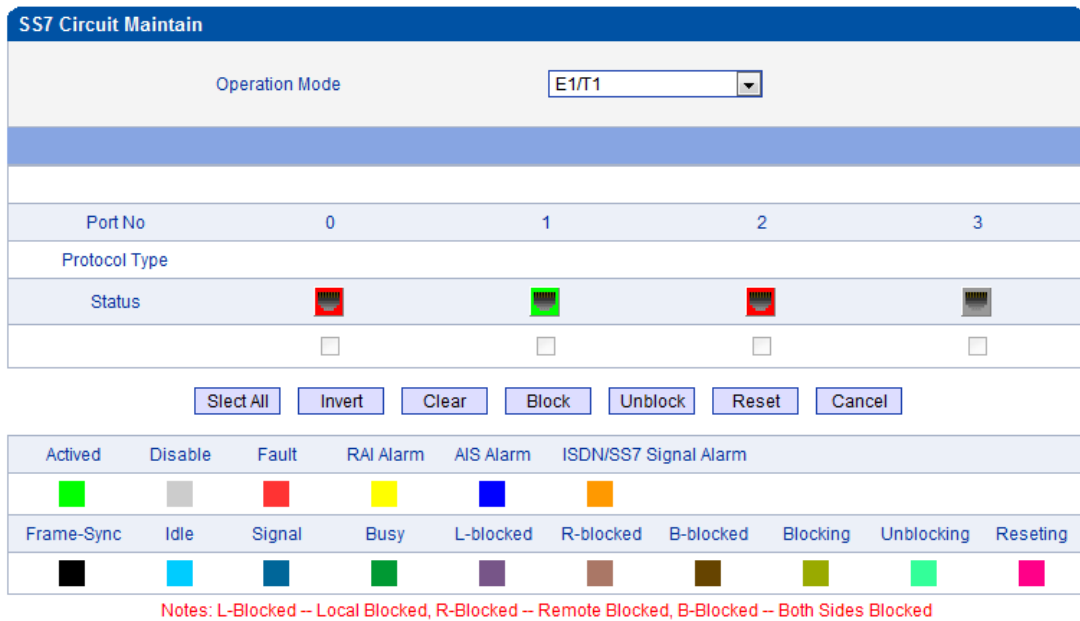 SS7 Circuit Maintain
Operation Mode E1/T1
Port No 0 1 2 3
Protocol Type
Status
Slect All Invert Clear Block Unblock Reset Cancel
Actived Disable Fault RAI Alarm AIS Alarm ISDN/SS7 Signal Alarm
Frame-Sync Idle Signal Busy L-blocked R-blocked B-blocked Blocking Unblocking Reseting
Notes: L-Blocked -- Local Blocked, R-Blocked -- Remote Blocked, B-Blocked -- Both Sides Blocked